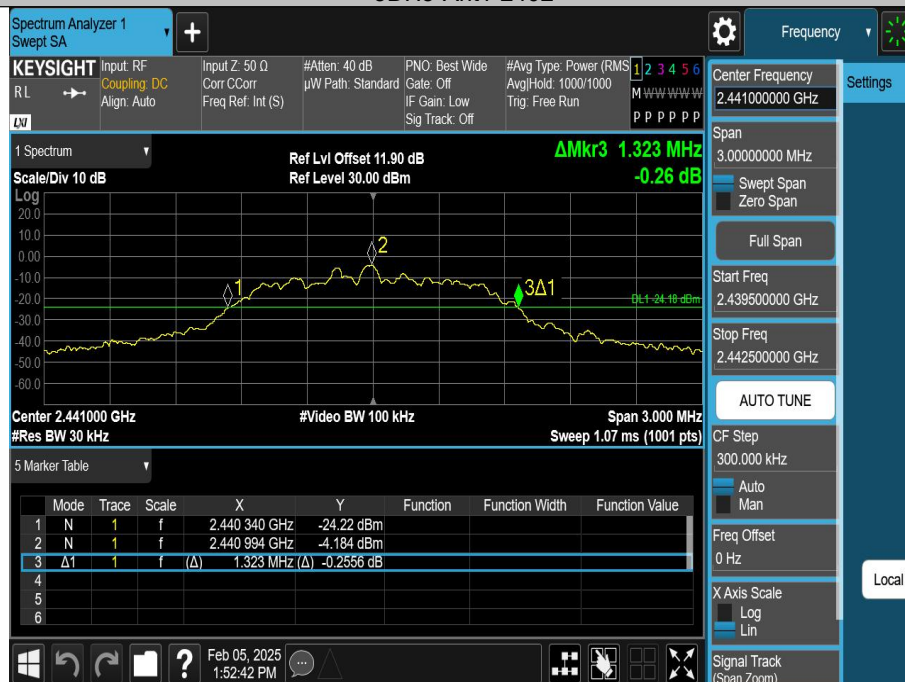 Spectrum Analyzer 1
Swept SA
+
Frequency
KEYSIGHT
RL
LXI
Input: RF
Coupling: DC
Align: Auto
Input Z: 50 Ω
Corr CCorr
Freq Ref: Int (S)
#Atten: 40 dB
µW Path: Standard
PNO: Best Wide
Gate: Off
IF Gain: Low
Sig Track: Off
#Avg Type: Power (RMS
Avg|Hold: 1000/1000
Trig: Free Run
1 2 3 4 5 6
M W W W W W
P P P P P P
1 Spectrum
Scale/Div 10 dB
Ref Lvl Offset 11.90 dB
Ref Level 30.00 dBm
ΔMkr3 1.323 MHz
-0.26 dB
Log
20.0
10.0
0.00
-10.0
-20.0
-30.0
-40.0
-50.0
-60.0
1
2
3Δ1
DL1 -24.18 dBm
Center 2.441000 GHz
#Video BW 100 kHz
Span 3.000 MHz
#Res BW 30 kHz
Sweep 1.07 ms (1001 pts)
5 Marker Table
Mode Trace Scale X Y Function Function Width Function Value
1 N 1 f 2.440 340 GHz -24.22 dBm
2 N 1 f 2.440 994 GHz -4.184 dBm
3 Δ1 1 f (Δ) 1.323 MHz (Δ) -0.2556 dB
4
5
6
?
Feb 05, 2025
1:52:42 PM
Center Frequency
2.441000000 GHz
Settings
Span
3.00000000 MHz
Swept Span
Zero Span
Full Span
Start Freq
2.439500000 GHz
Stop Freq
2.442500000 GHz
AUTO TUNE
CF Step
300.000 kHz
Auto
Man
Freq Offset
0 Hz
Local
X Axis Scale
Log
Lin
Signal Track
(Span Zoom)